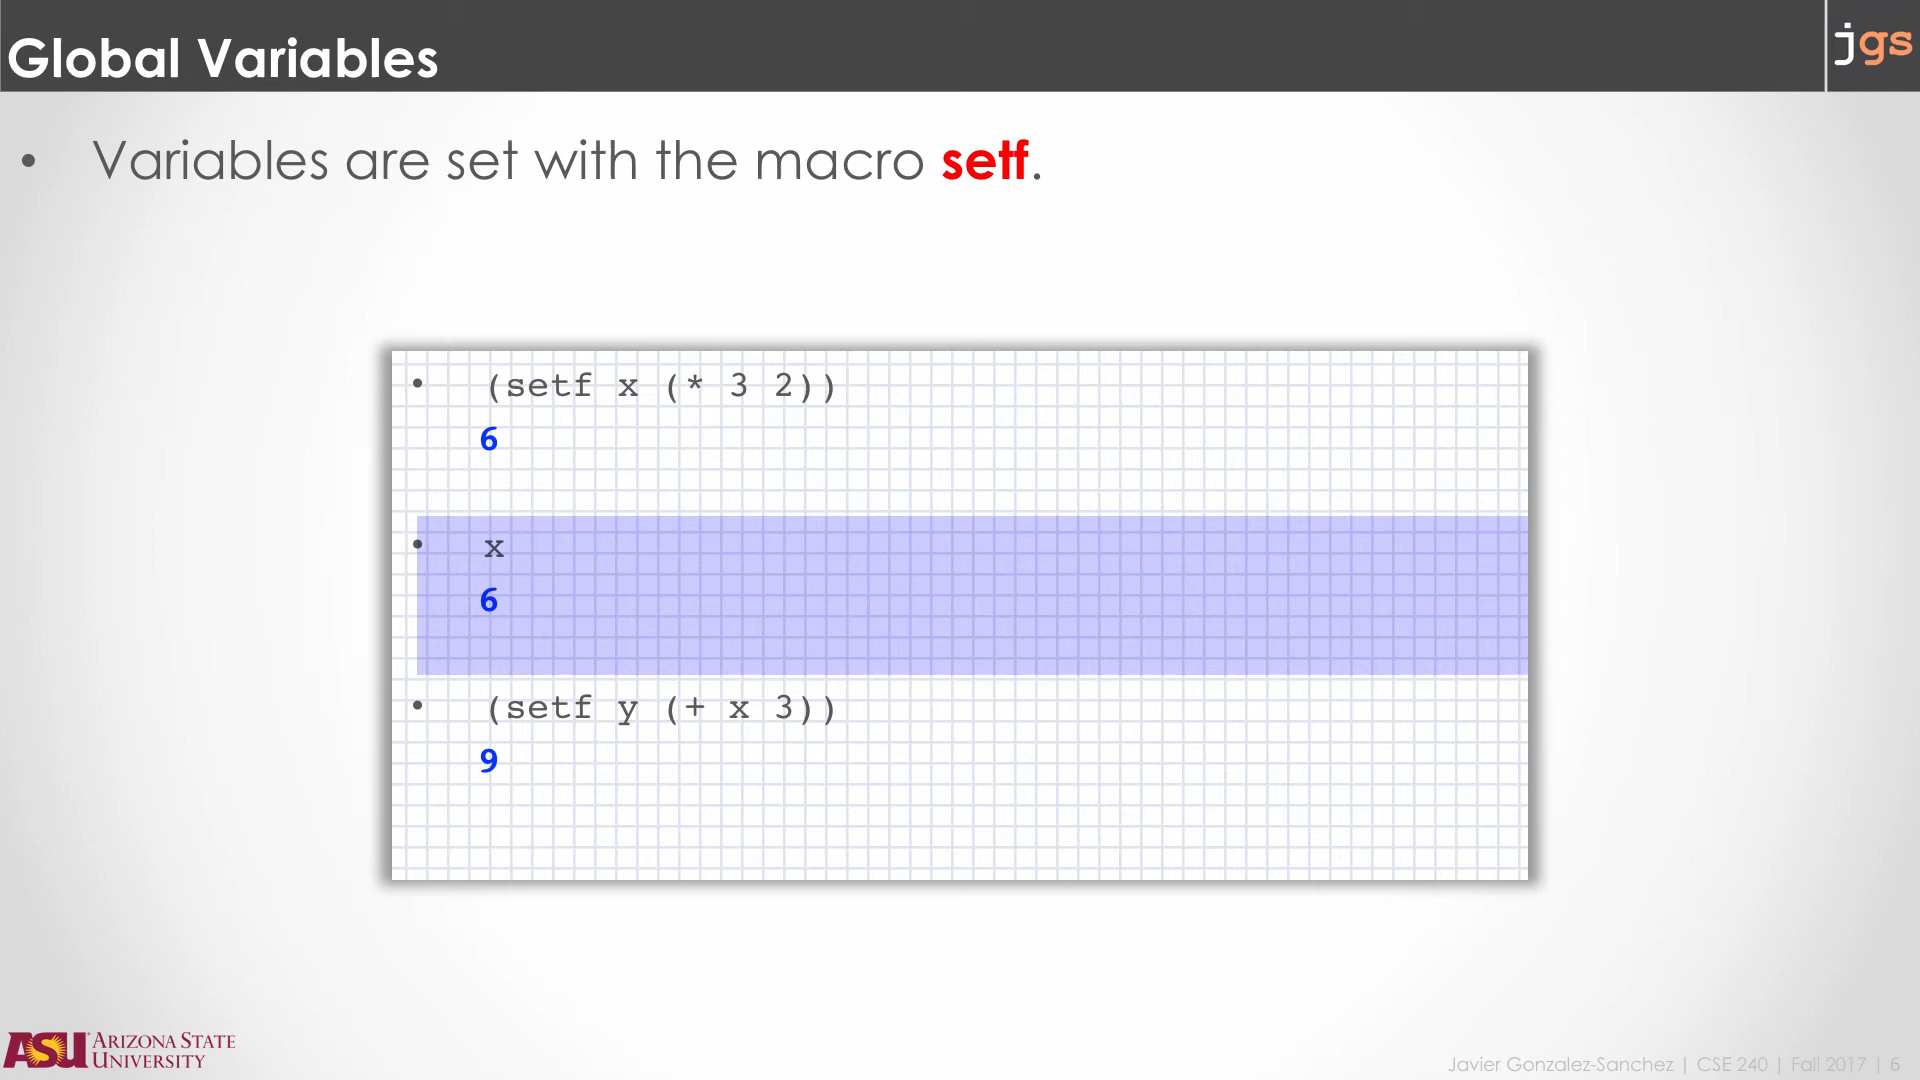 Global Variables
jgs
• Variables are set with the macro setf.
• (setf x (* 3 2))
6
• x
6
• (setf y (+ x 3))
9
ASU ARIZONA STATE
UNIVERSITY
Javier Gonzalez-Sanchez | CSE 240 | Fall 2017 | 6